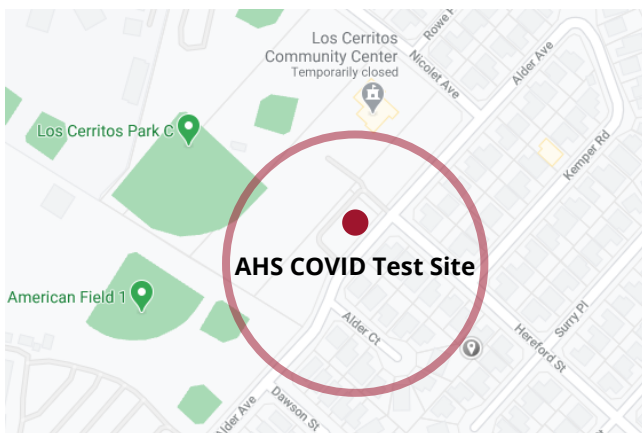 Los Cerritos
Community Center
Temporarily closed
Nicolet Ave
Alder Ave
Los Cerritos Park C
Kemper Rd
AHS COVID Test Site
American Field 1
Alder Ct
Surry Pl
Hereford St
Alder Ave
Dawson St